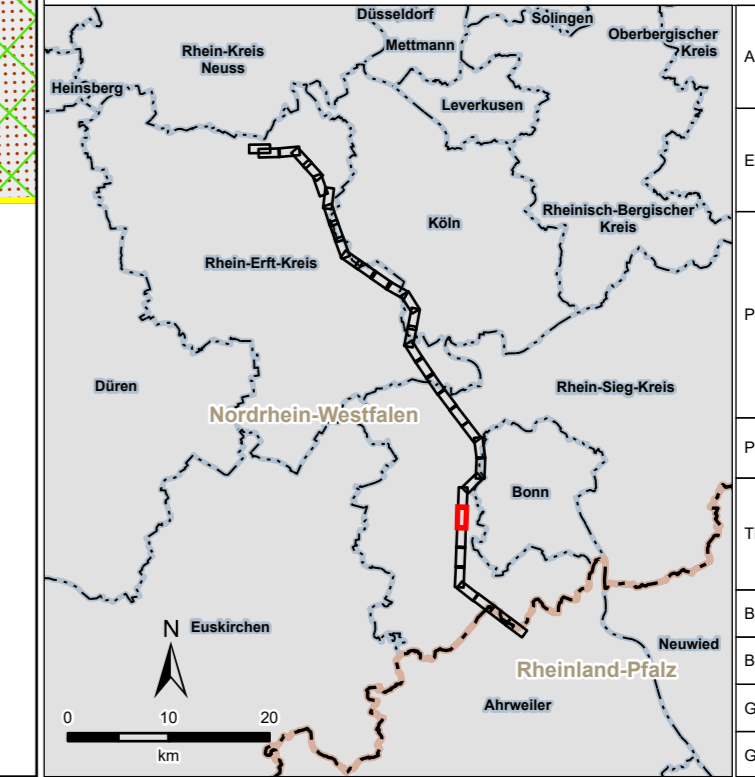 Düsseldorf
Solingen
Mettmann
Oberbergischer
Kreis
Rhein-Kreis
Neuss
Heinsberg
Leverkusen
Köln
Rheinisch-Bergischer
Kreis
Rhein-Erft-Kreis
Düren
Rhein-Sieg-Kreis
Nordrhein-Westfalen
Bonn
Euskirchen
Neuwied
Rheinland-Pfalz
Ahrweiler
N
0 10 20
km